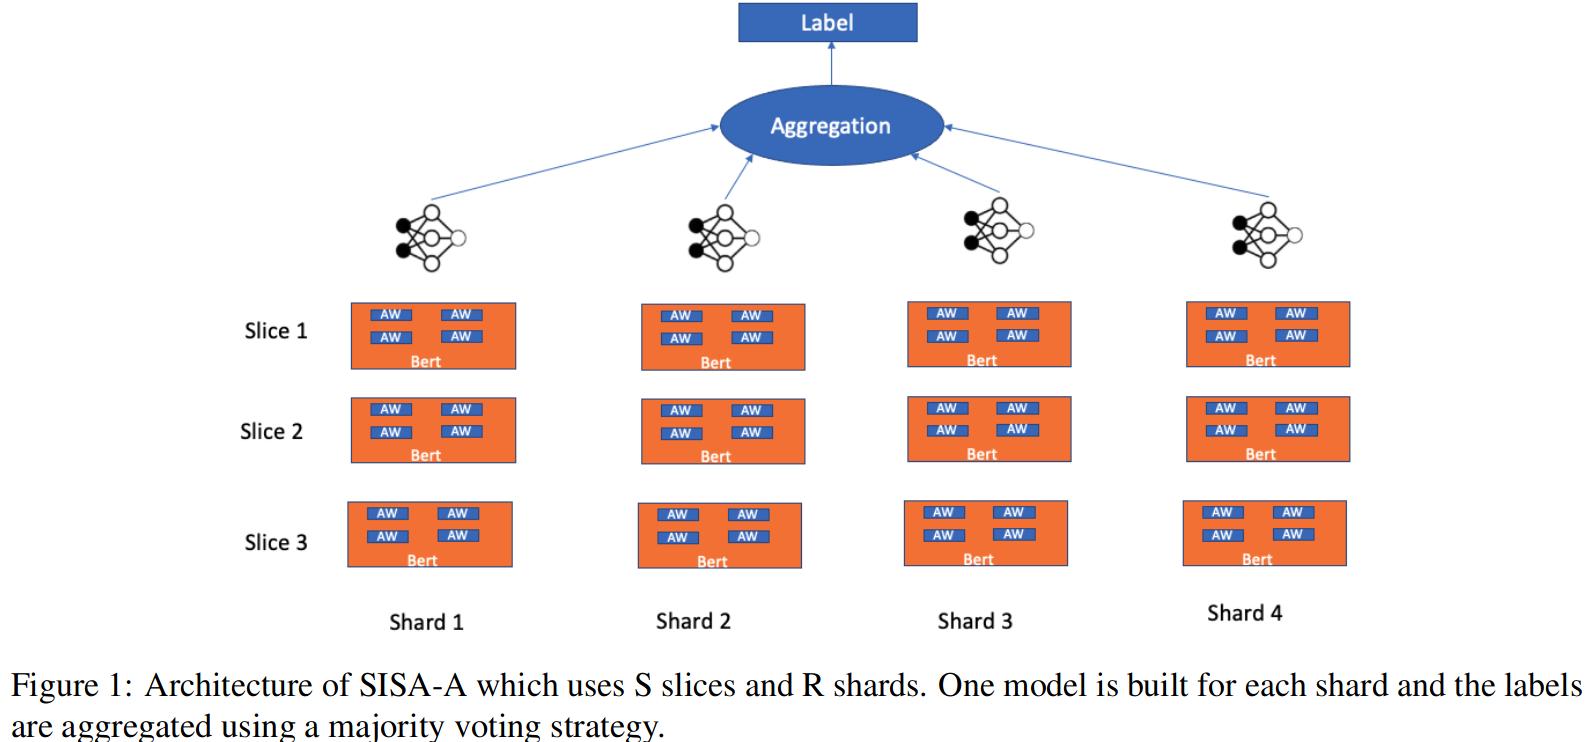 Label
Aggregation
Slice 1
AW AW AW AW AW AW AW AW
AW AW AW AW AW AW AW AW
Bert Bert Bert Bert
Slice 2
AW AW AW AW AW AW AW AW
AW AW AW AW AW AW AW AW
Bert Bert Bert Bert
Slice 3
AW AW AW AW AW AW AW AW
AW AW AW AW AW AW AW AW
Bert Bert Bert Bert
Shard 1 Shard 2 Shard 3 Shard 4
Figure 1: Architecture of SISA-A which uses S slices and R shards. One model is built for each shard and the labels
are aggregated using a majority voting strategy.